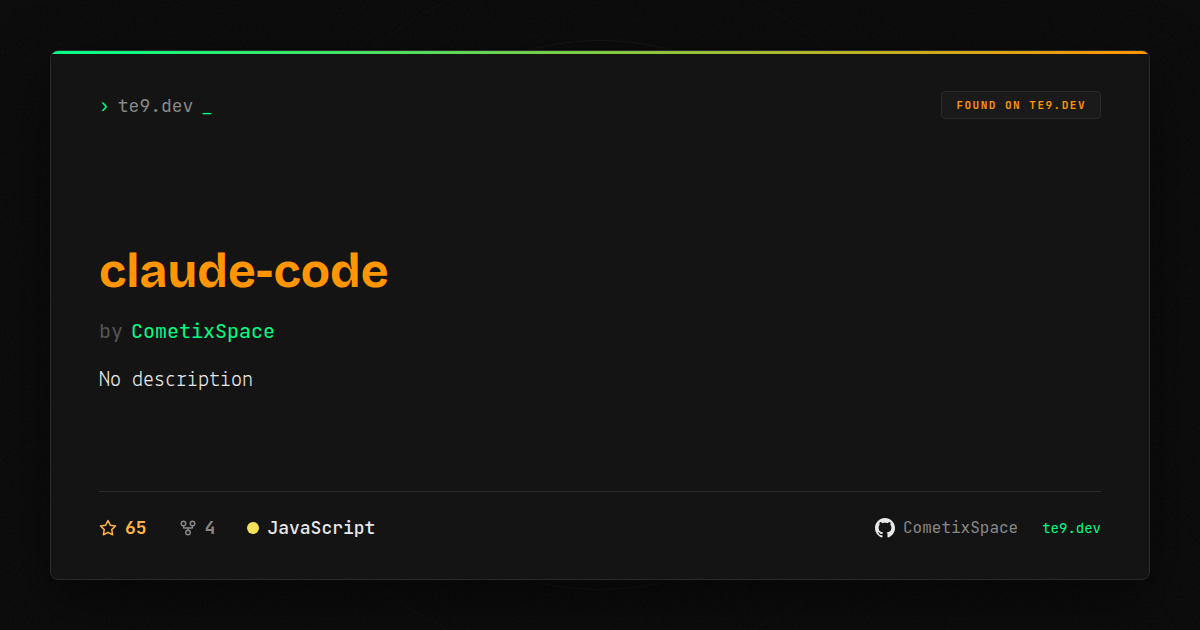 › te9.dev _
FOUND ON TE9.DEV
claude-code
by CometixSpace
No description
65 4 JavaScript
CometixSpace te9.dev